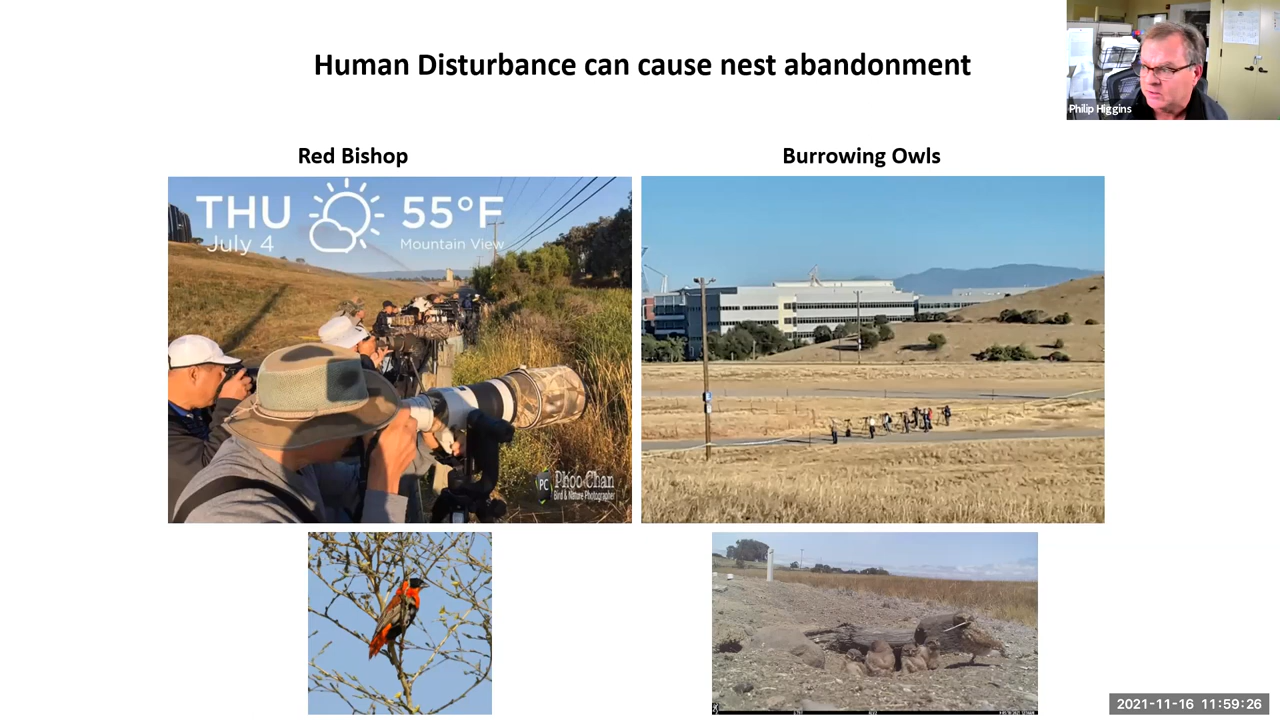 Human Disturbance can cause nest abandonment
Philip Higgins
Red Bishop
Burrowing Owls
THU
July 4
55°F
Mountain View
PC
Phoo Chan
Bird & Nature Photographer
2021-11-16 11:59:26